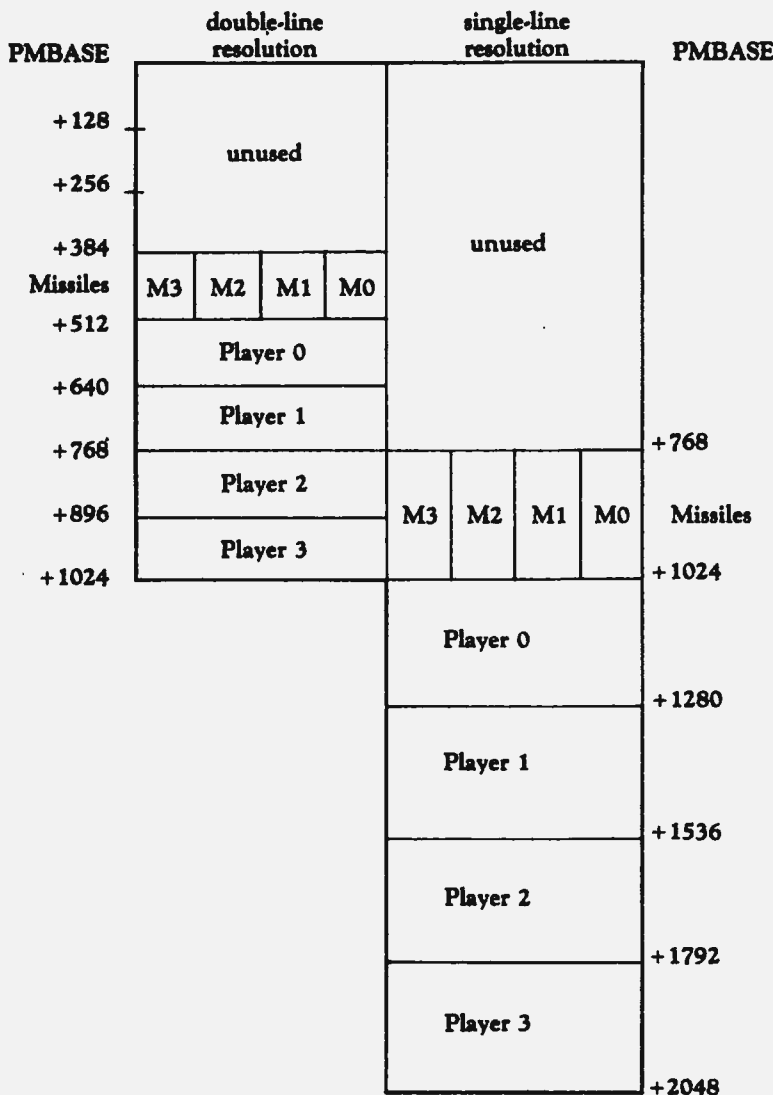 double-line single-line
PMBASE resolution resolution PMBASE
+128
unused
+256
+384 unused
Missiles M3 M2 M1 M0
+512
Player 0
+640
Player 1
+768 +768
Player 2
+896 M3 M2 M1 M0 Missiles
Player 3
+1024 +1024
Player 0
+1280
Player 1
+1536
Player 2
+1792
Player 3
+2048